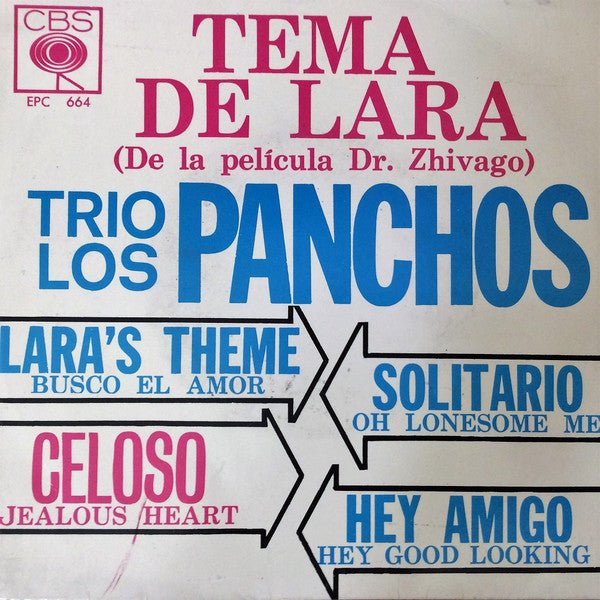 CBS
EPC 664
TEMA
DE LARA
(De la película Dr. Zhivago)
TRIO
LOS
PANCHOS
LARA'S THEME
BUSCO EL AMOR
SOLITARIO
OH LONESOME ME
CELOSO
JEALOUS HEART
HEY AMIGO
HEY GOOD LOOKING